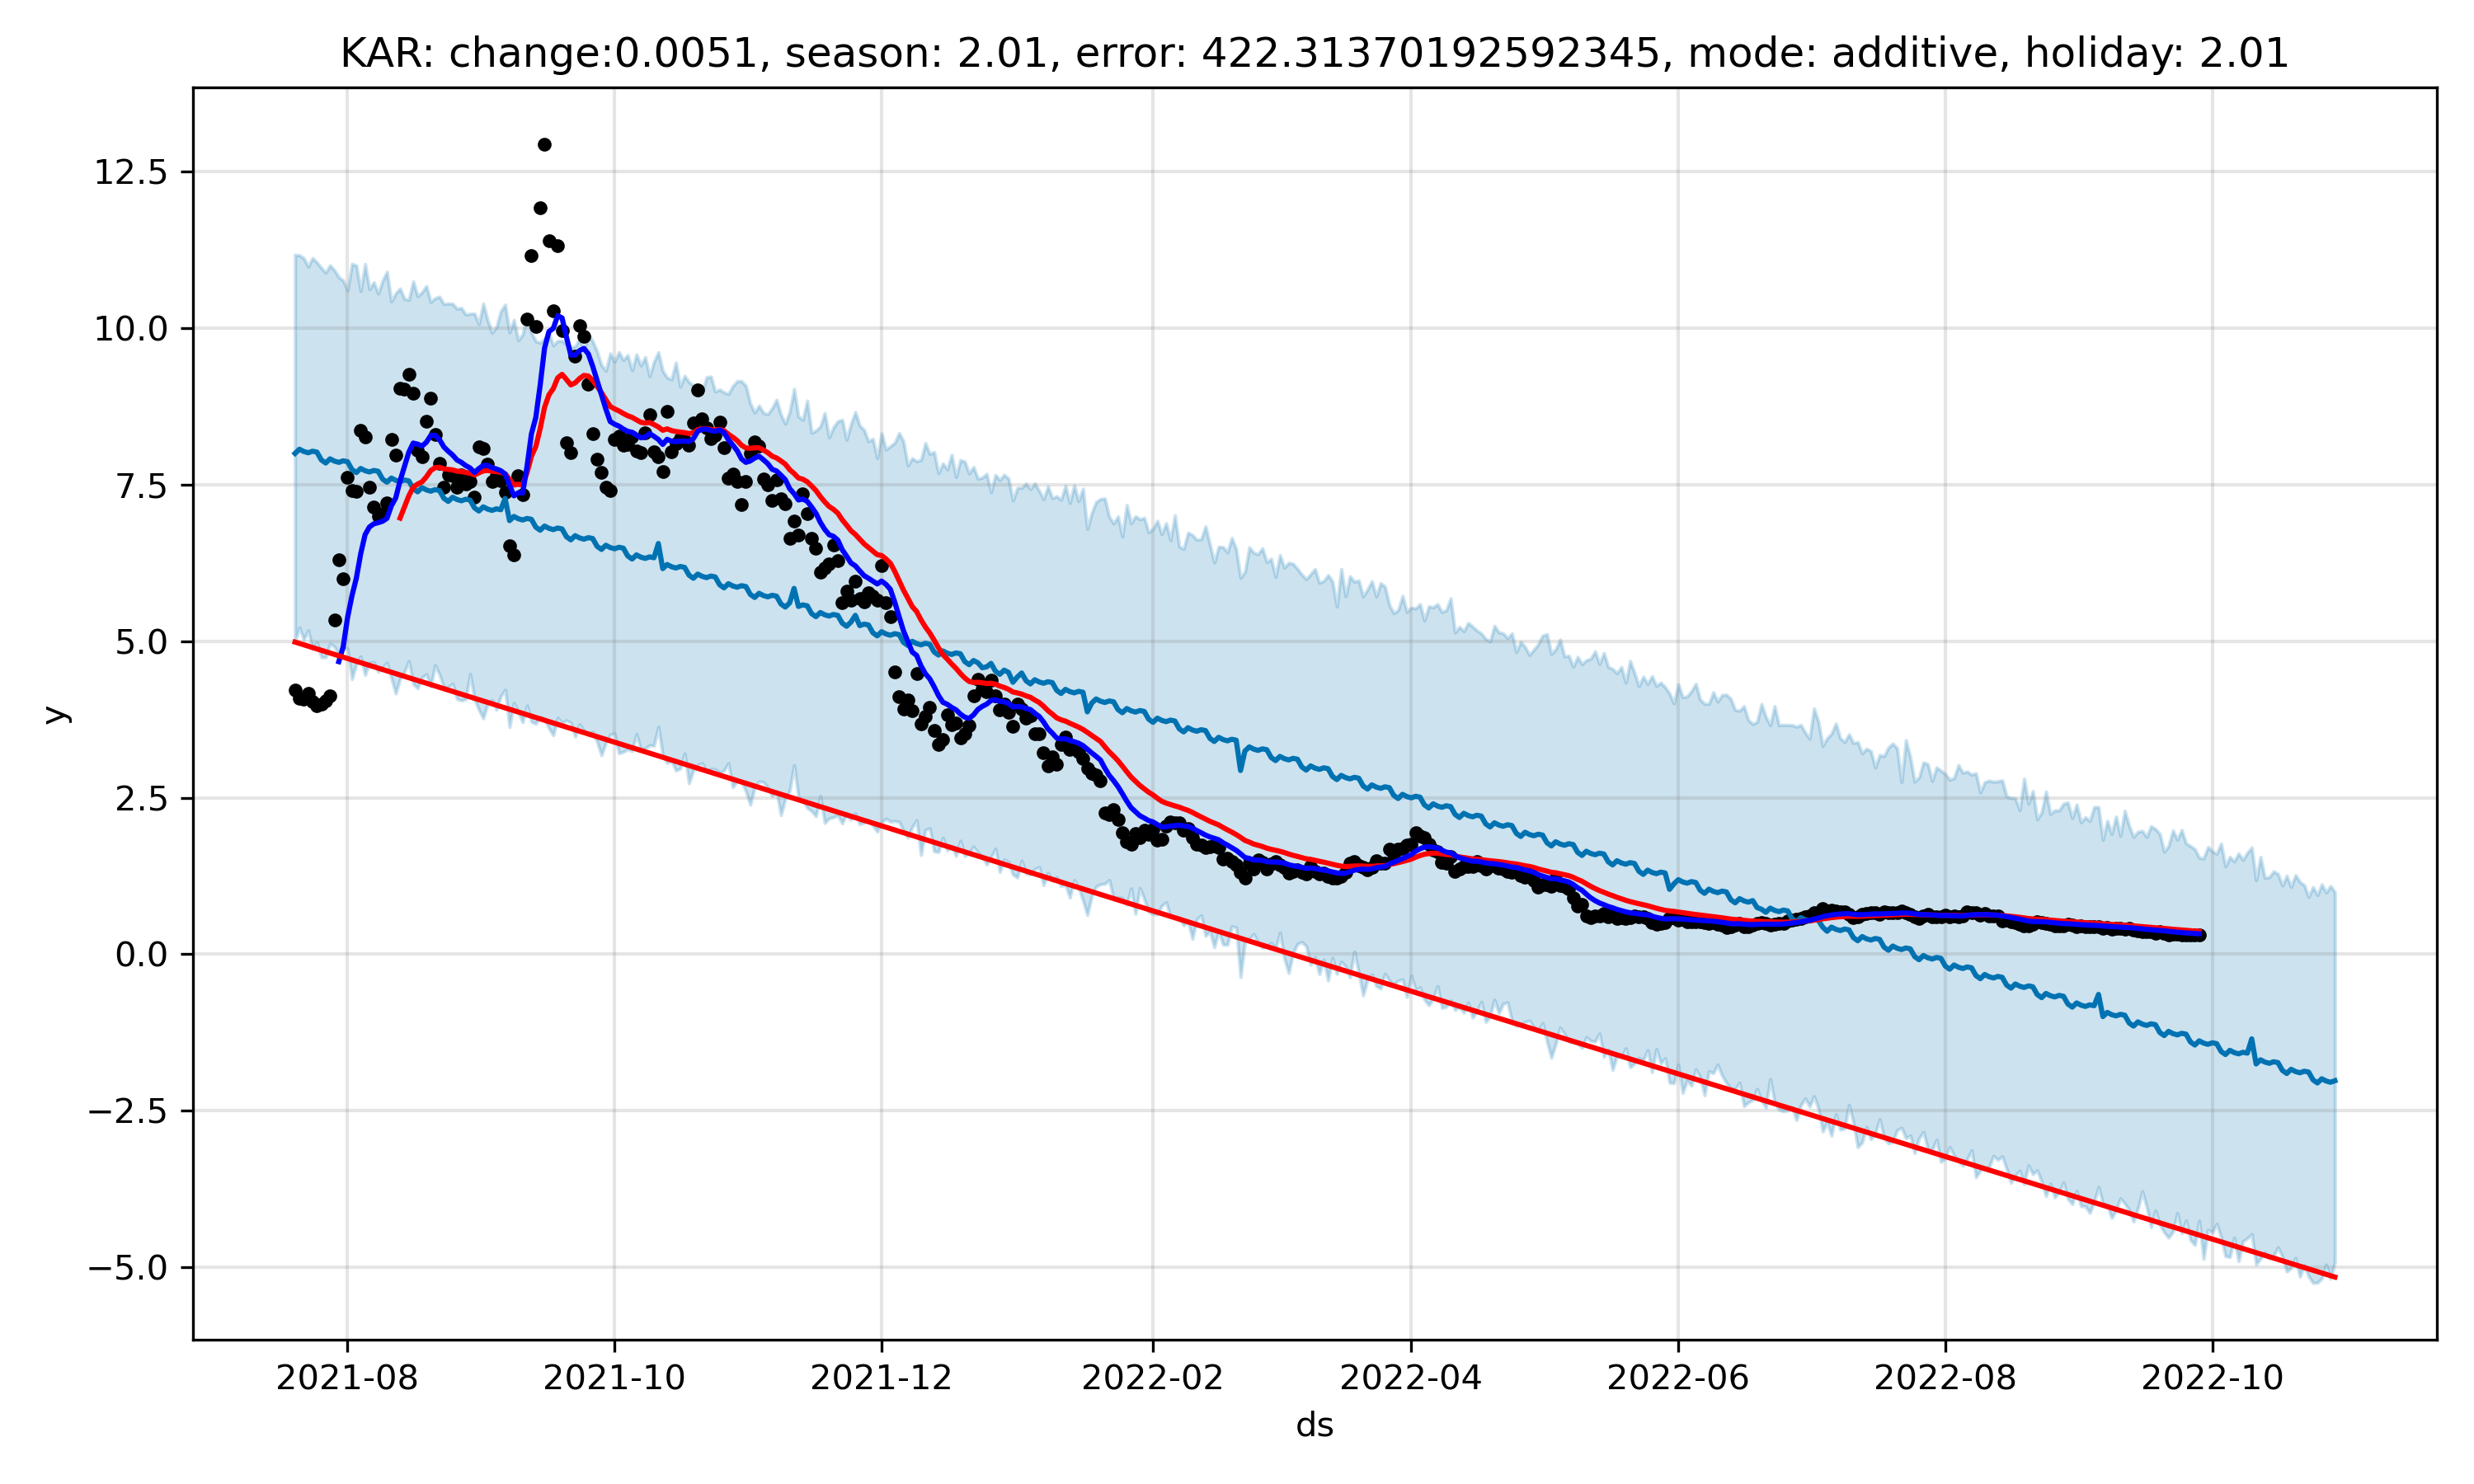 KAR: change:0.0051, season: 2.01, error: 422.31370192592345, mode: additive, holiday: 2.01
12.5
10.0
7.5
5.0
2.5
0.0
−2.5
−5.0
y
2021-08 2021-10 2021-12 2022-02 2022-04 2022-06 2022-08 2022-10
ds